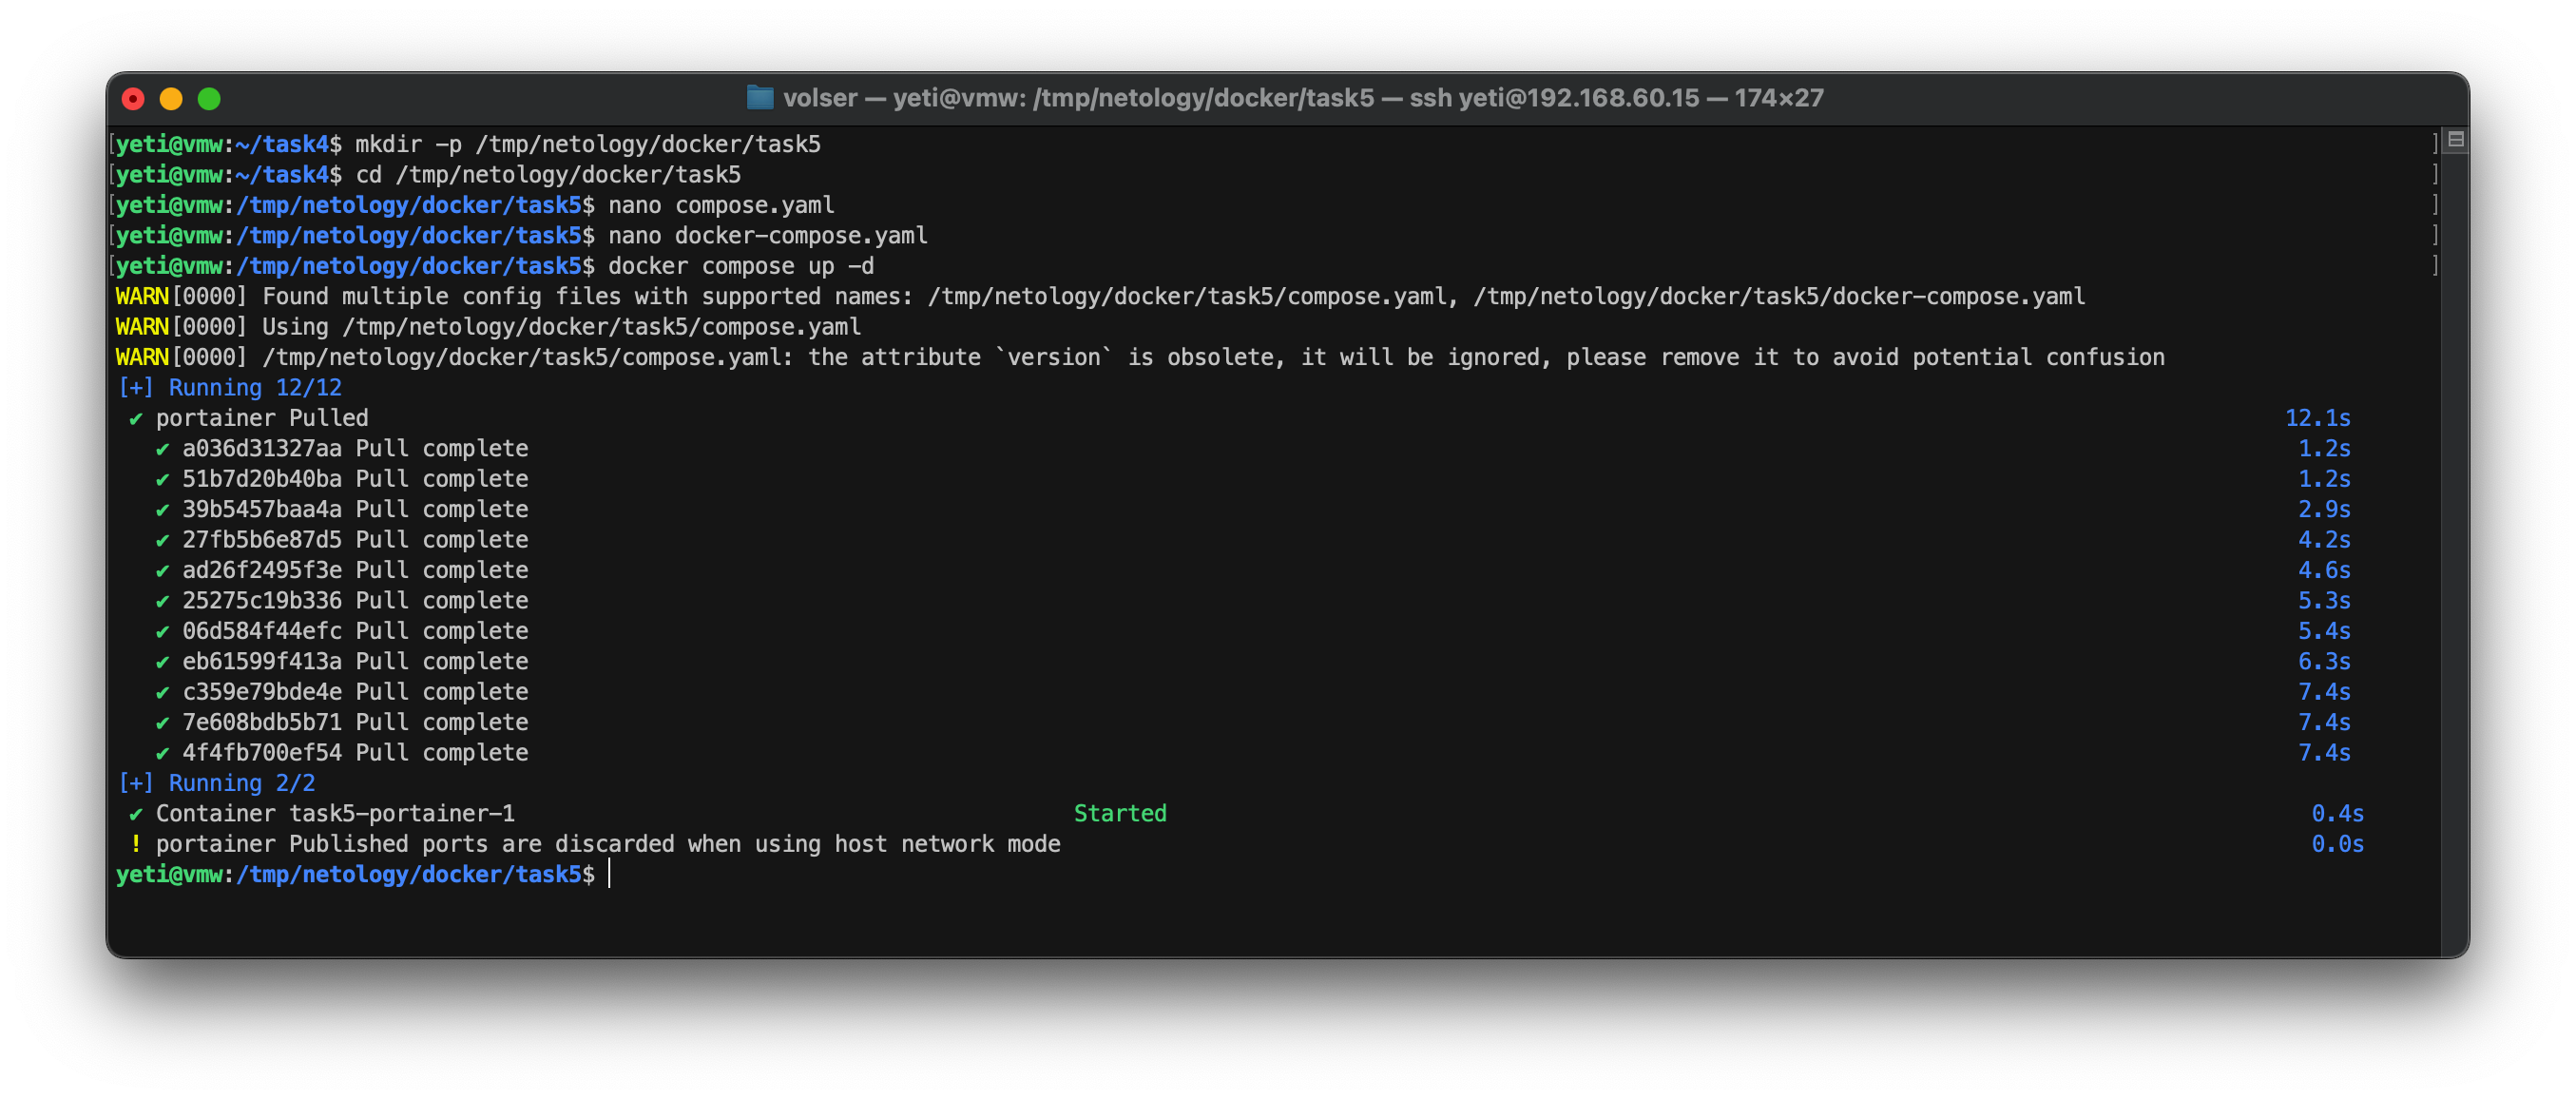 volser — yeti@vmw: /tmp/netology/docker/task5 — ssh yeti@192.168.60.15 — 174×27
[yeti@vmw:~/task4$ mkdir -p /tmp/netology/docker/task5 ]
[yeti@vmw:~/task4$ cd /tmp/netology/docker/task5 ]
[yeti@vmw:/tmp/netology/docker/task5$ nano compose.yaml ]
[yeti@vmw:/tmp/netology/docker/task5$ nano docker-compose.yaml ]
[yeti@vmw:/tmp/netology/docker/task5$ docker compose up -d ]
WARN[0000] Found multiple config files with supported names: /tmp/netology/docker/task5/compose.yaml, /tmp/netology/docker/task5/docker-compose.yaml
WARN[0000] Using /tmp/netology/docker/task5/compose.yaml
WARN[0000] /tmp/netology/docker/task5/compose.yaml: the attribute `version` is obsolete, it will be ignored, please remove it to avoid potential confusion
[+] Running 12/12
✔ portainer Pulled 12.1s
✔ a036d31327aa Pull complete 1.2s
✔ 51b7d20b40ba Pull complete 1.2s
✔ 39b5457baa4a Pull complete 2.9s
✔ 27fb5b6e87d5 Pull complete 4.2s
✔ ad26f2495f3e Pull complete 4.6s
✔ 25275c19b336 Pull complete 5.3s
✔ 06d584f44efc Pull complete 5.4s
✔ eb61599f413a Pull complete 6.3s
✔ c359e79bde4e Pull complete 7.4s
✔ 7e608bdb5b71 Pull complete 7.4s
✔ 4f4fb700ef54 Pull complete 7.4s
[+] Running 2/2
✔ Container task5-portainer-1 Started 0.4s
! portainer Published ports are discarded when using host network mode 0.0s
yeti@vmw:/tmp/netology/docker/task5$